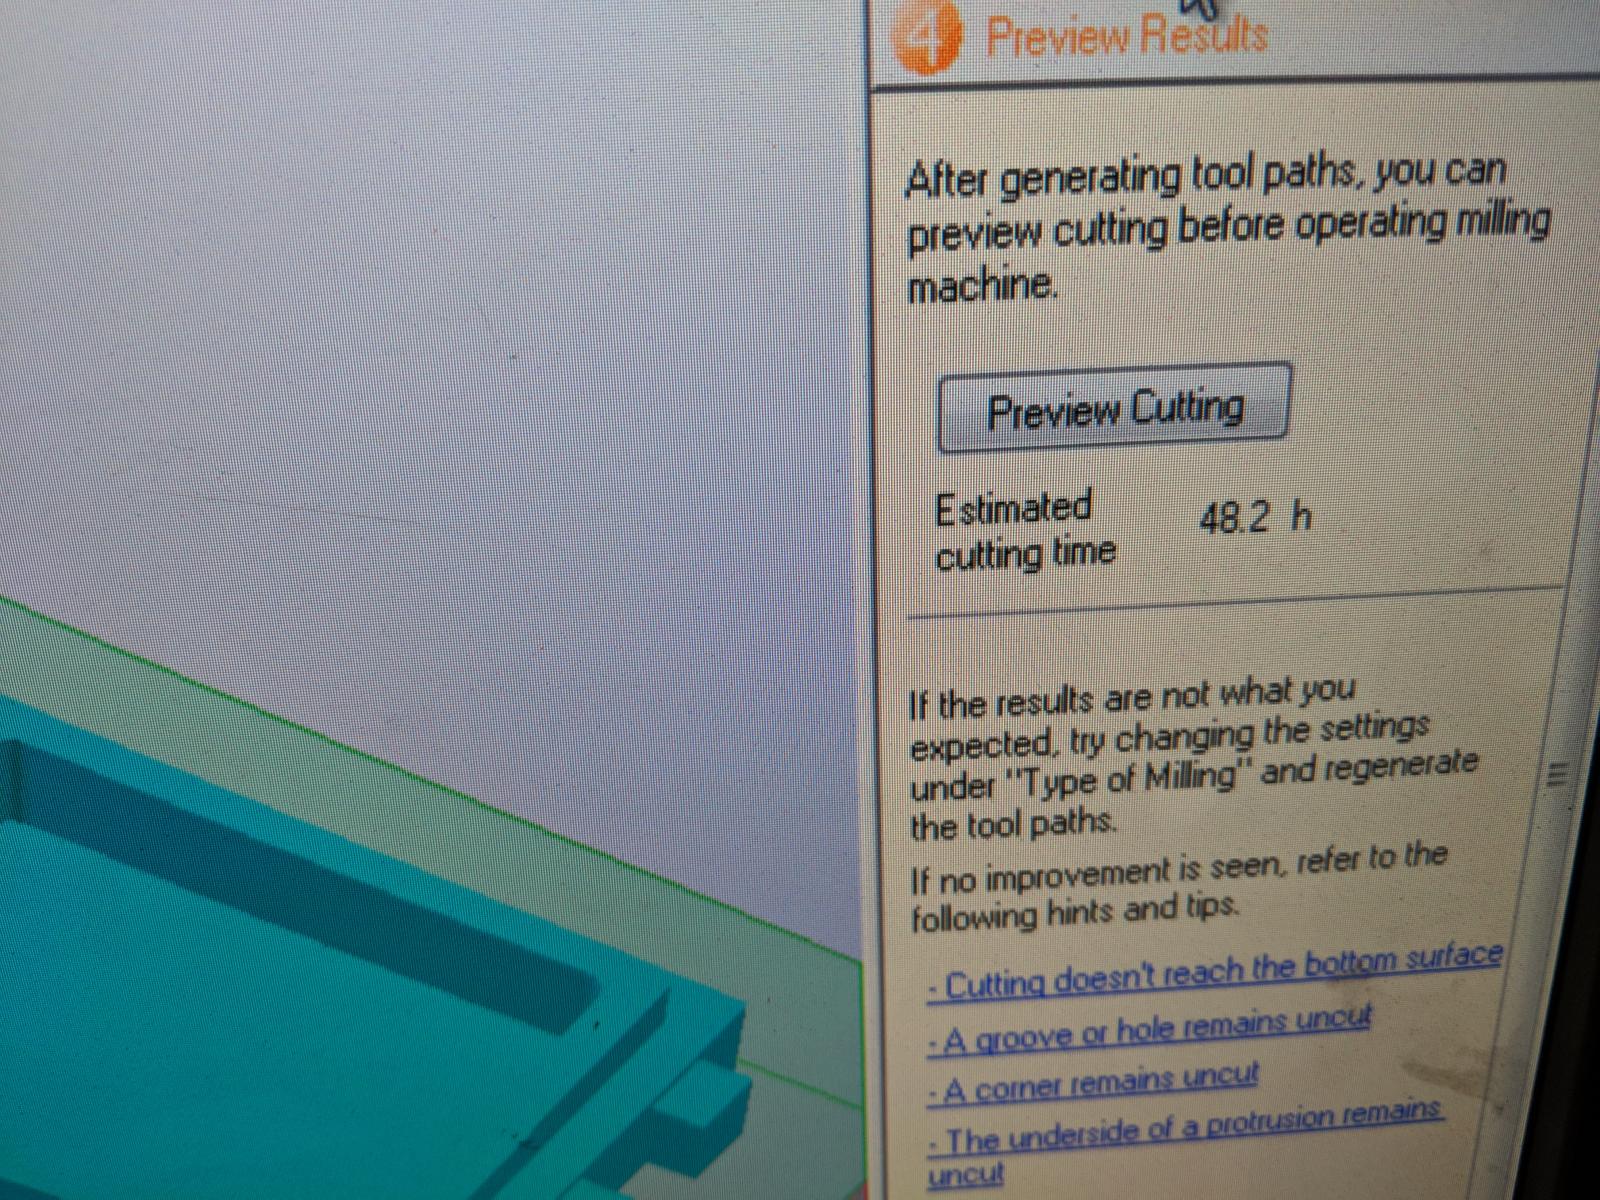 4 Preview Results
After generating tool paths, you can
preview cutting before operating milling
machine.
Preview Cutting
Estimated
cutting time
48.2 h
If the results are not what you
expected, try changing the settings
under "Type of Milling" and regenerate
the tool paths.
If no improvement is seen, refer to the
following hints and tips.
- Cutting doesn't reach the bottom surface
- A groove or hole remains uncut
- A corner remains uncut
- The underside of a protrusion remains
uncut